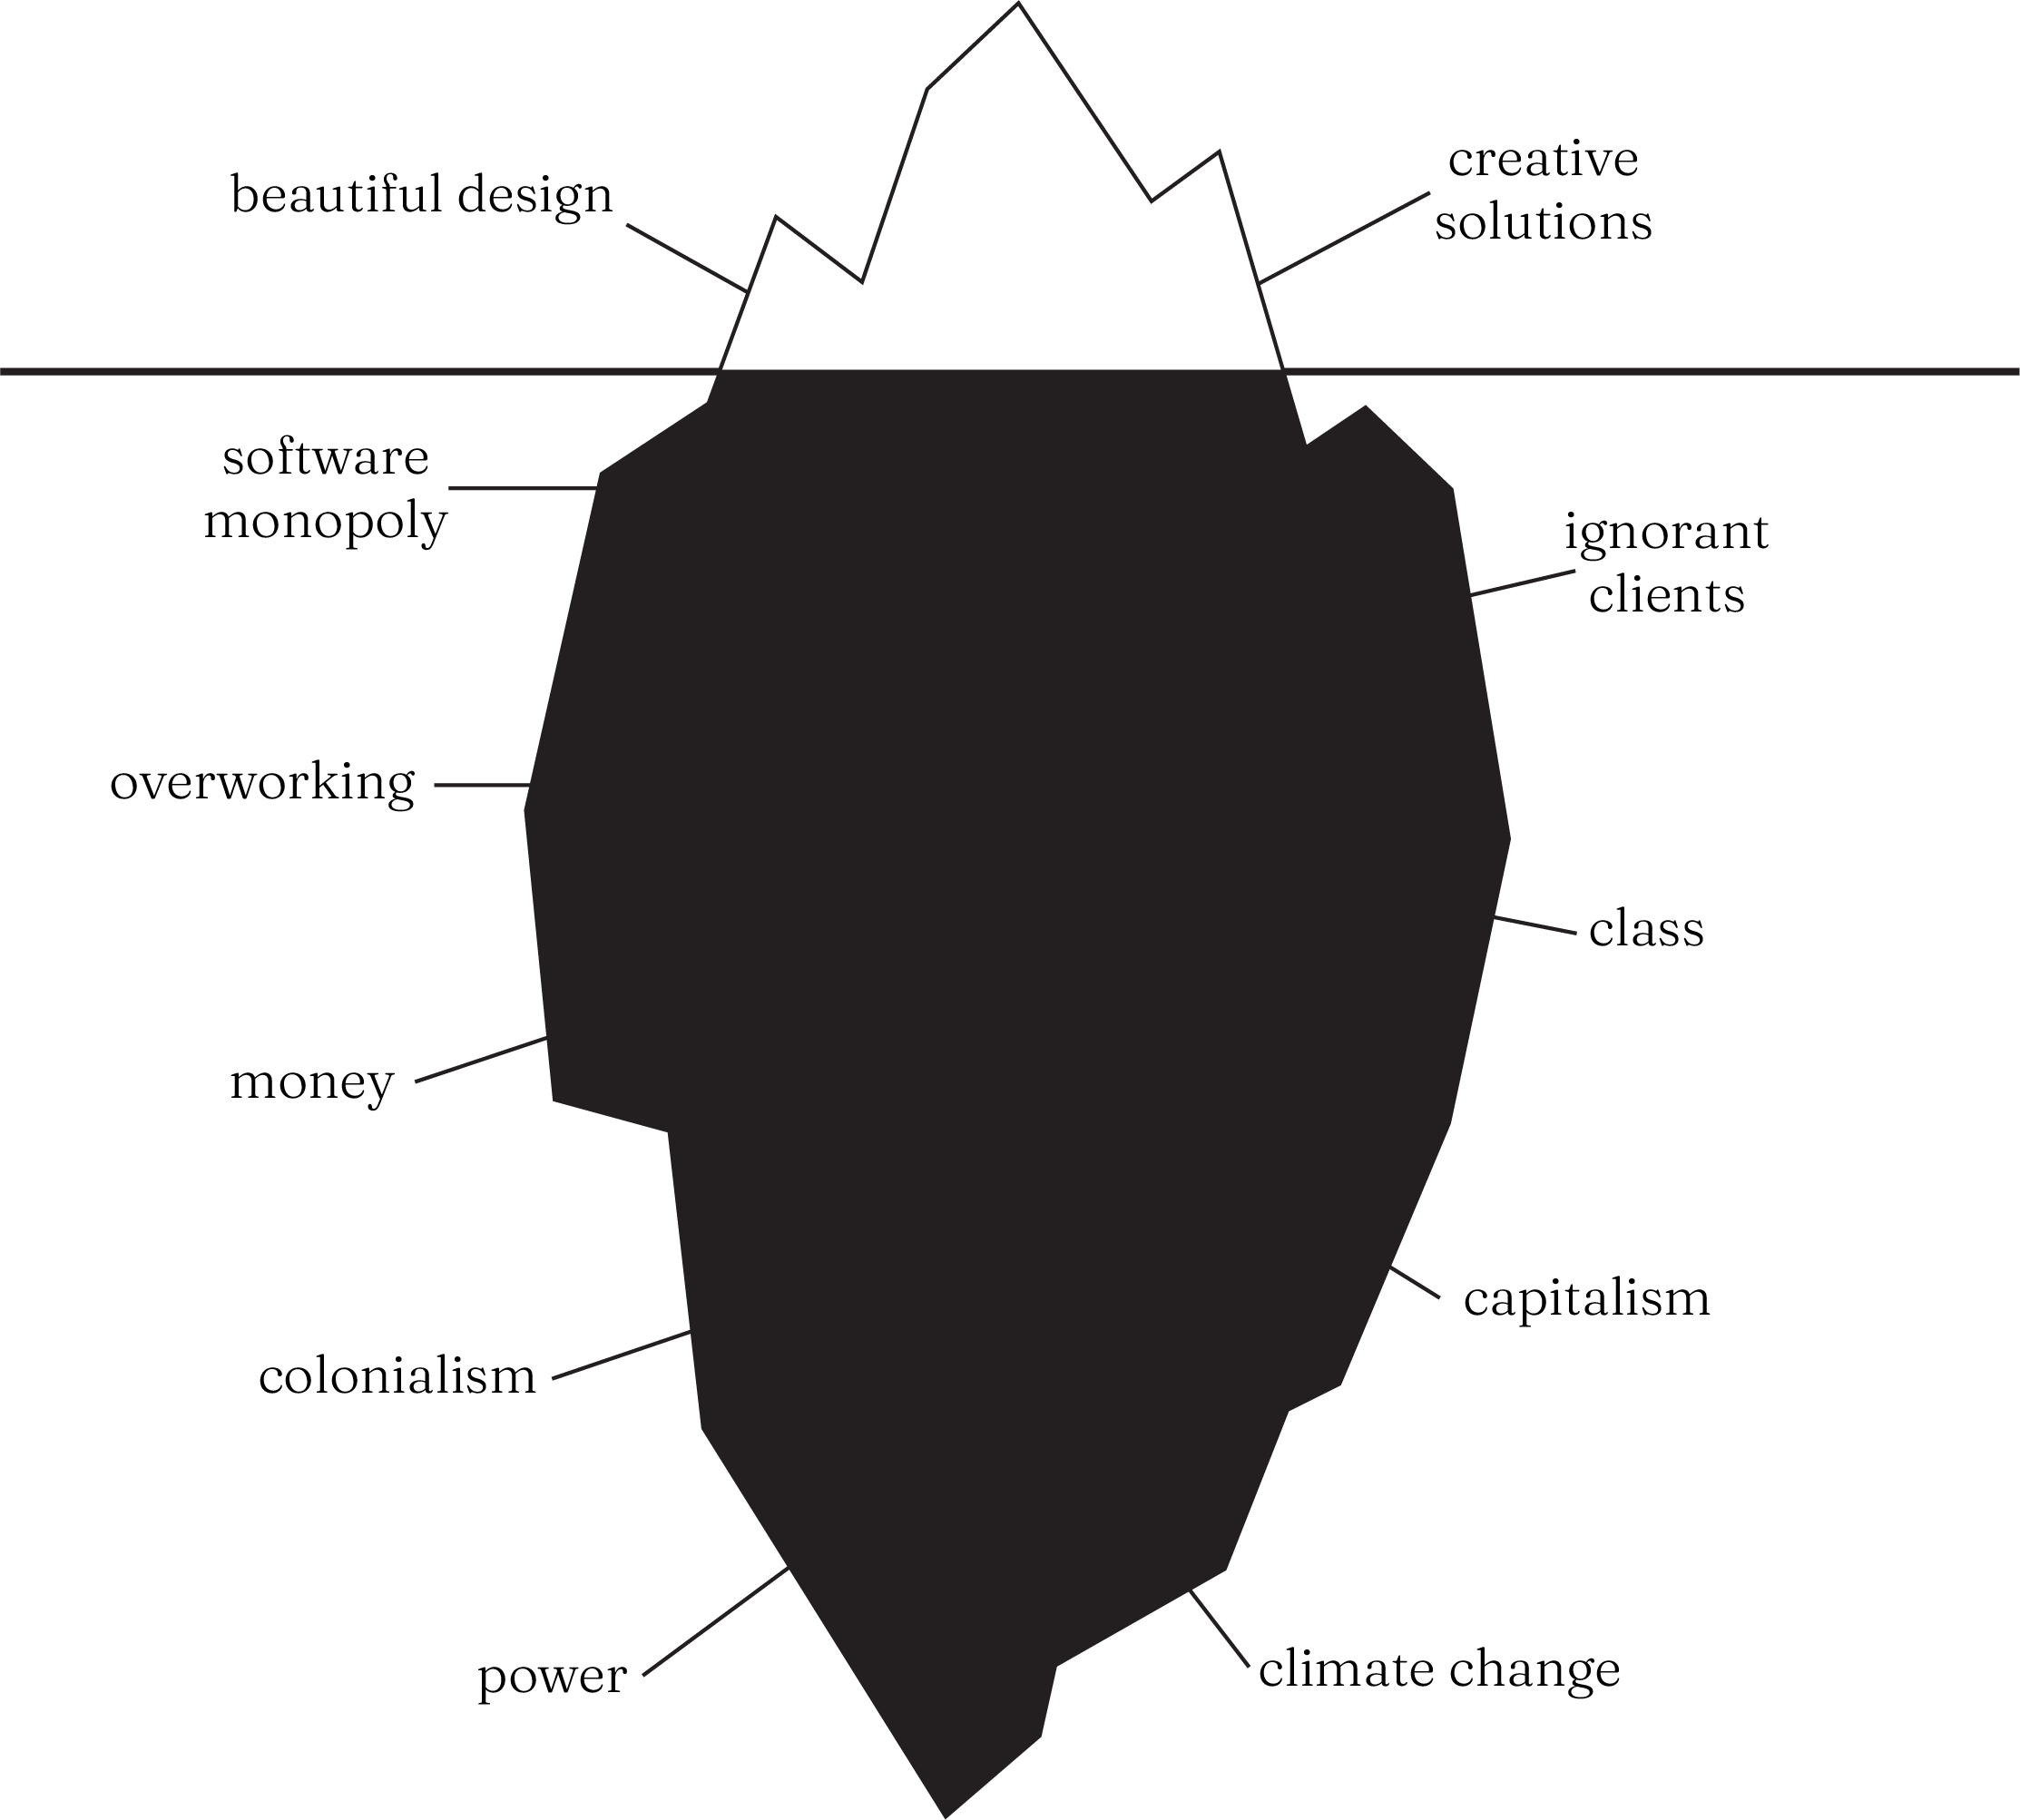 beautiful design
creative
solutions
software
monopoly
ignorant
clients
overworking
class
money
capitalism
colonialism
power
climate change